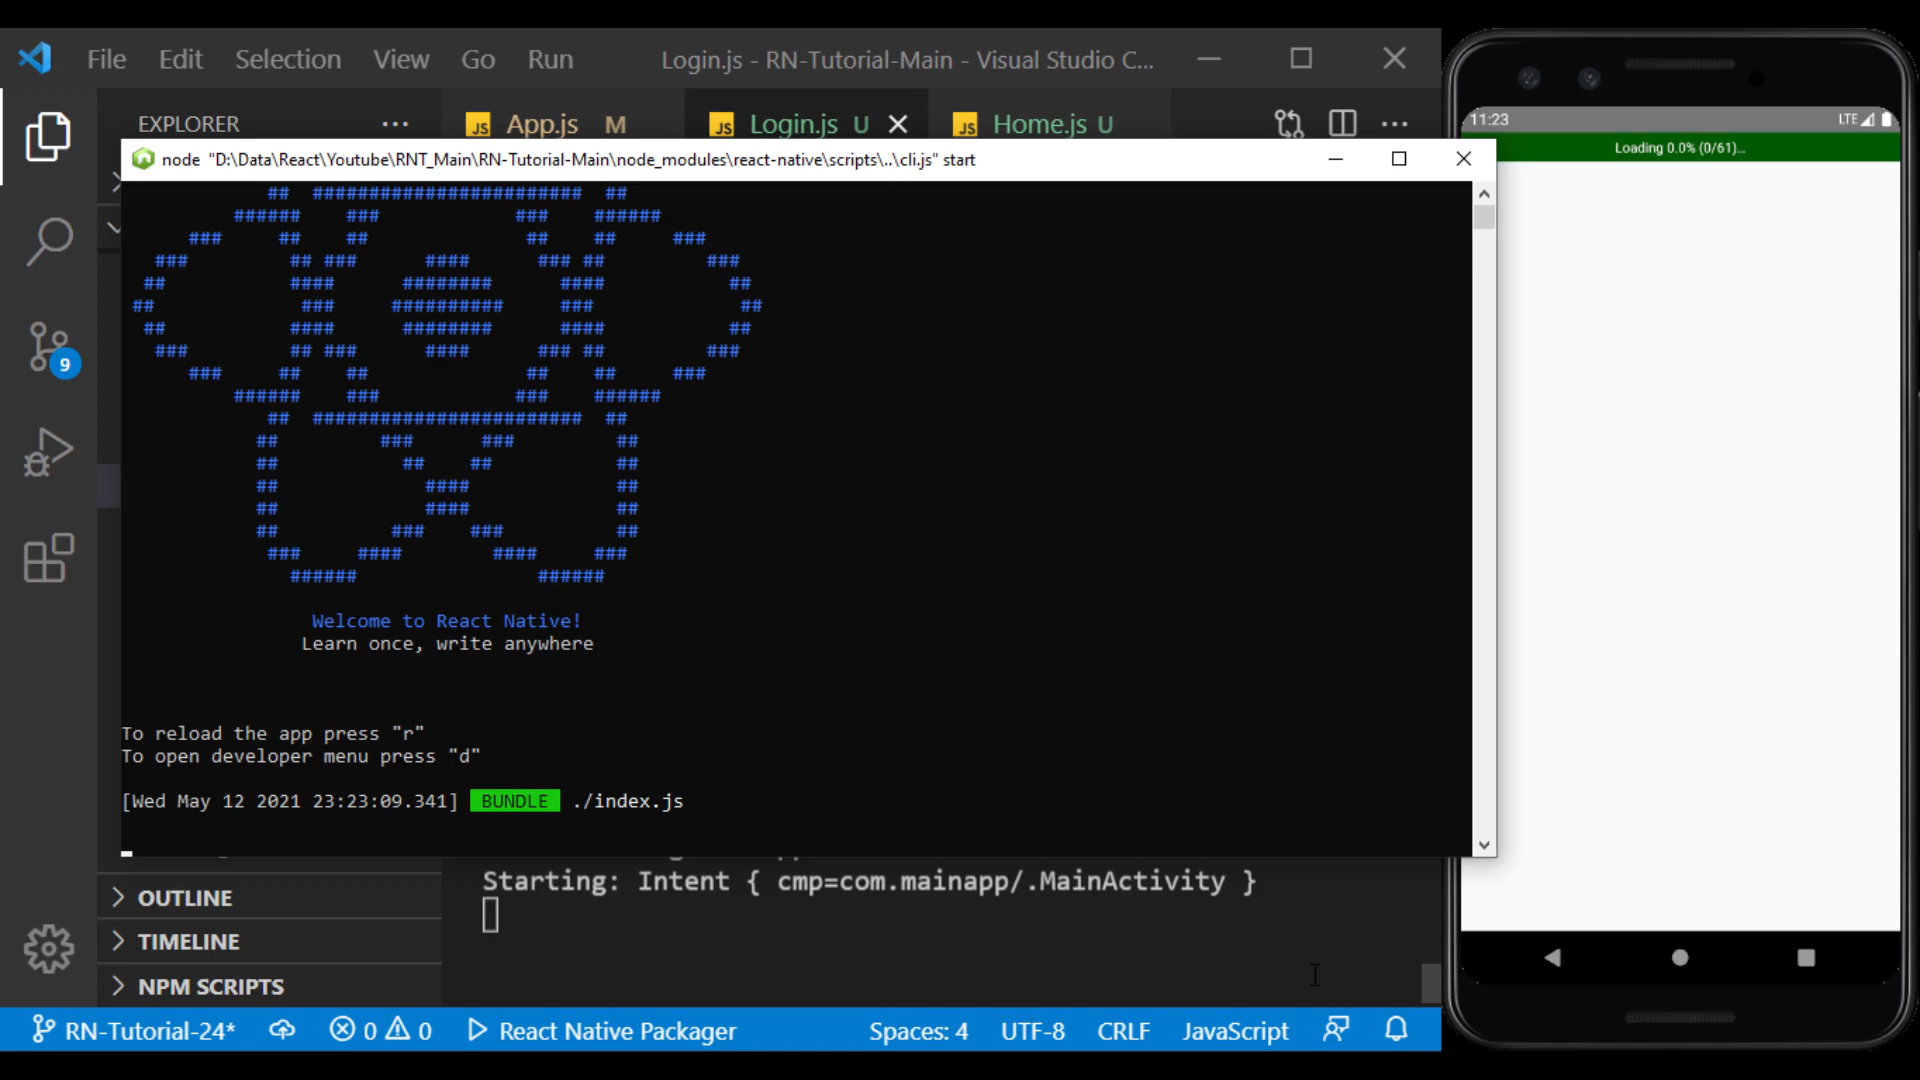 File Edit Selection View Go Run Login.js - RN-Tutorial-Main - Visual Studio C...
EXPLORER ... App.js M Login.js U Home.js U ...
node "D:\Data\React\Youtube\RNT_Main\RN-Tutorial-Main\node_modules\react-native\scripts\..\cli.js" start
## ######################## ##
###### ### ### ######
### ## ## ## ## ###
### ## ### #### ### ## ###
## #### ######## #### ##
## ### ########## ### ##
## #### ######## #### ##
### ## ### #### ### ## ###
### ## ## ## ## ###
###### ### ### ######
## ######################## ##
## ### ### ##
## ## ## ##
## #### ##
## #### ##
## ### ### ##
### #### #### ###
###### ######
Welcome to React Native!
Learn once, write anywhere
To reload the app press "r"
To open developer menu press "d"
[Wed May 12 2021 23:23:09.341] BUNDLE ./index.js
Starting: Intent { cmp=com.mainapp/.MainActivity }
9
OUTLINE
TIMELINE
NPM SCRIPTS
RN-Tutorial-24* 0 0 React Native Packager Spaces: 4 UTF-8 CRLF JavaScript
11:23 LTE
Loading 0.0% (0/61)...